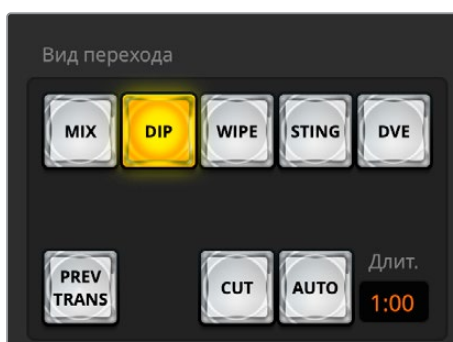 Вид перехода
MIX DIP WIPE STING DVE
Длит.
PREV TRANS CUT AUTO 1:00